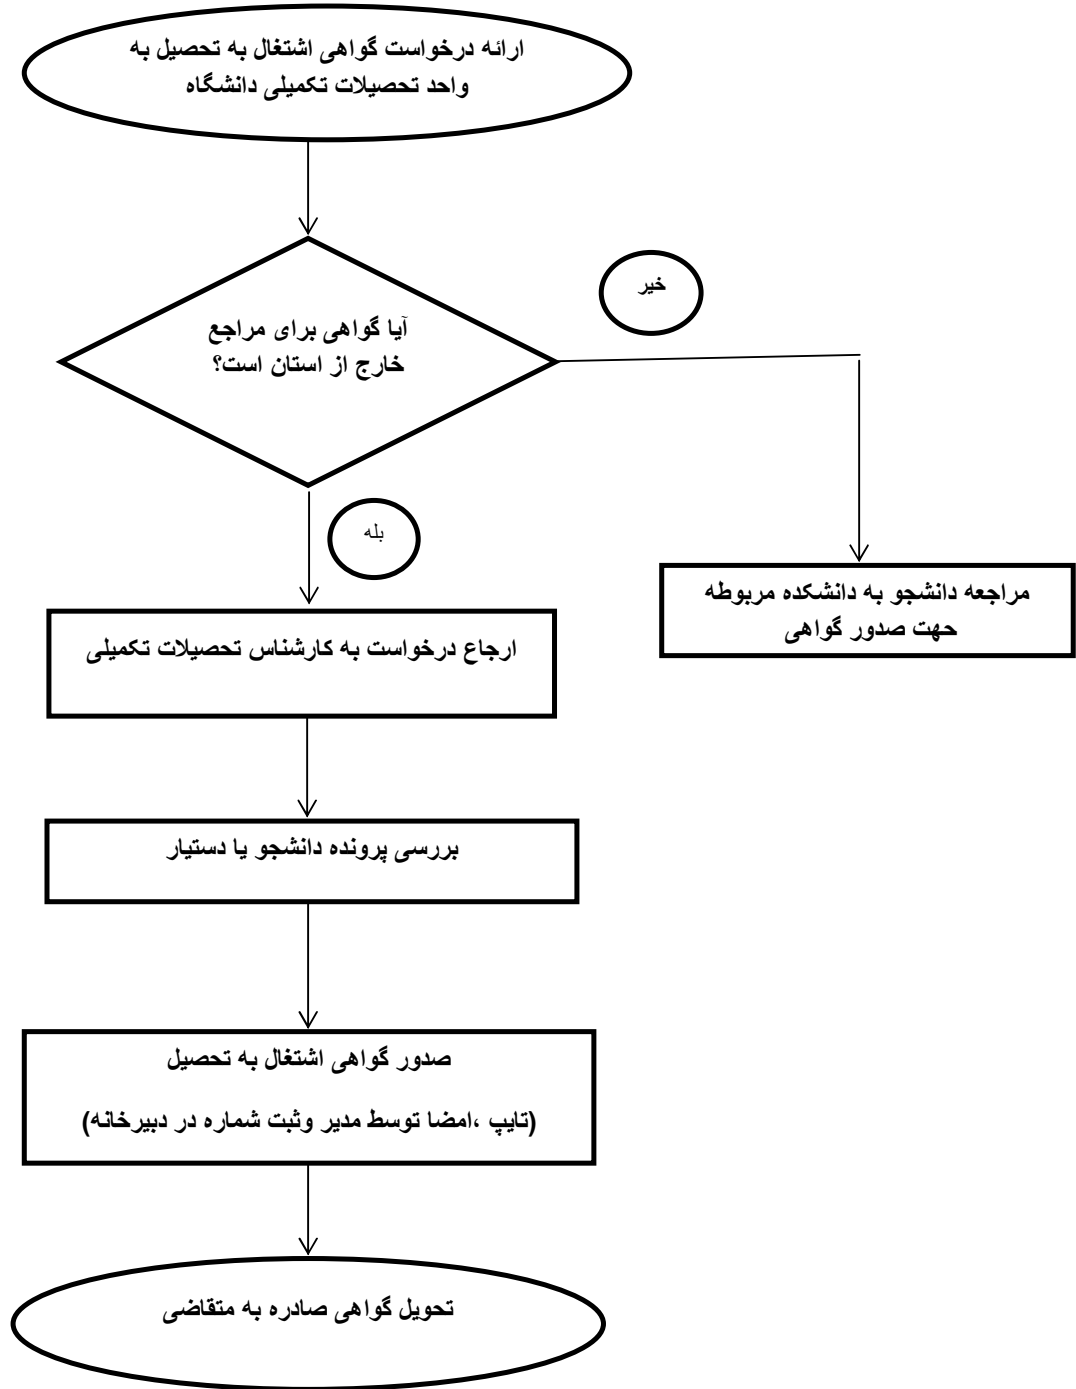 ارائه درخواست گواهی اشتغال به تحصیل به
واحد تحصیلات تکمیلی دانشگاه
آیا گواهی برای مراجع
خارج از استان است؟
خیر
بله
مراجعه دانشجو به دانشکده مربوطه
حهت صدور گواهی
ارجاع درخواست به کارشناس تحصیلات تکمیلی
بررسی پرونده دانشجو یا دستیار
صدور گواهی اشتغال به تحصیل
(تایپ ،امضا توسط مدیر وثبت شماره در دبیرخانه)
تحویل گواهی صادره به متقاضی